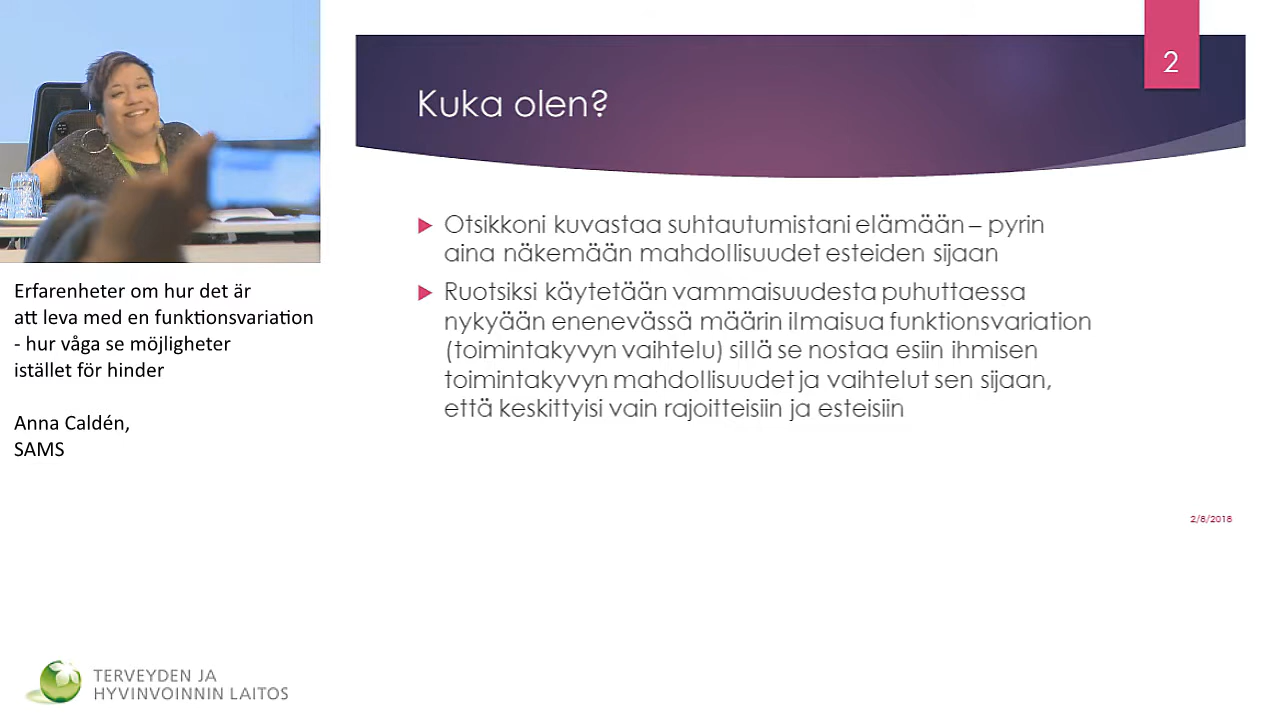 Erfarenheter om hur det är
att leva med en funktionsvariation
- hur våga se möjligheter
istället för hinder
Anna Caldén,
SAMS
TERVEYDEN JA
HYVINVOINNIN LAITOS
2
Kuka olen?
Otsikkoni kuvastaa suhtautumistani elämään – pyrin
aina näkemään mahdollisuudet esteiden sijaan
Ruotsiksi käytetään vammaisuudesta puhuttaessa
nykyään enenevässä määrin ilmaisua funktionsvariation
(toimintakyvyn vaihtelu) sillä se nostaa esiin ihmisen
toimintakyvyn mahdollisuudet ja vaihtelut sen sijaan,
että keskittyisi vain rajoitteisiin ja esteisiin
2/8/2018